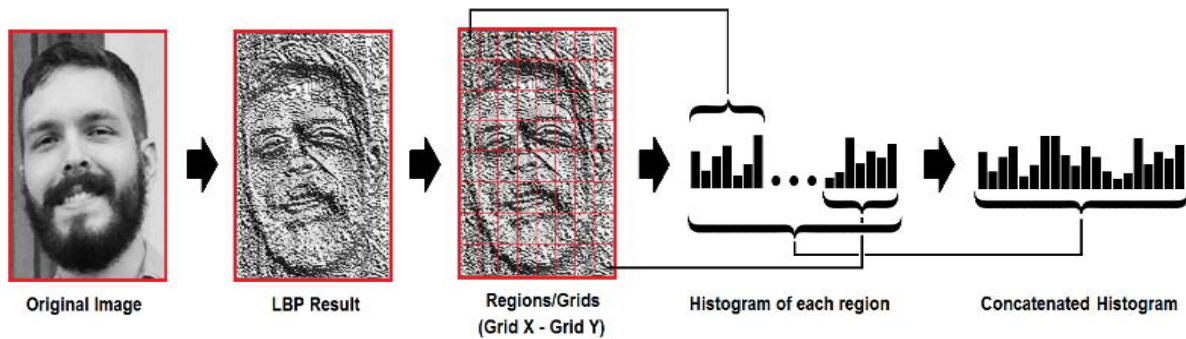 Original Image
LBP Result
Regions/Grids
(Grid X - Grid Y)
Histogram of each region
Concatenated Histogram